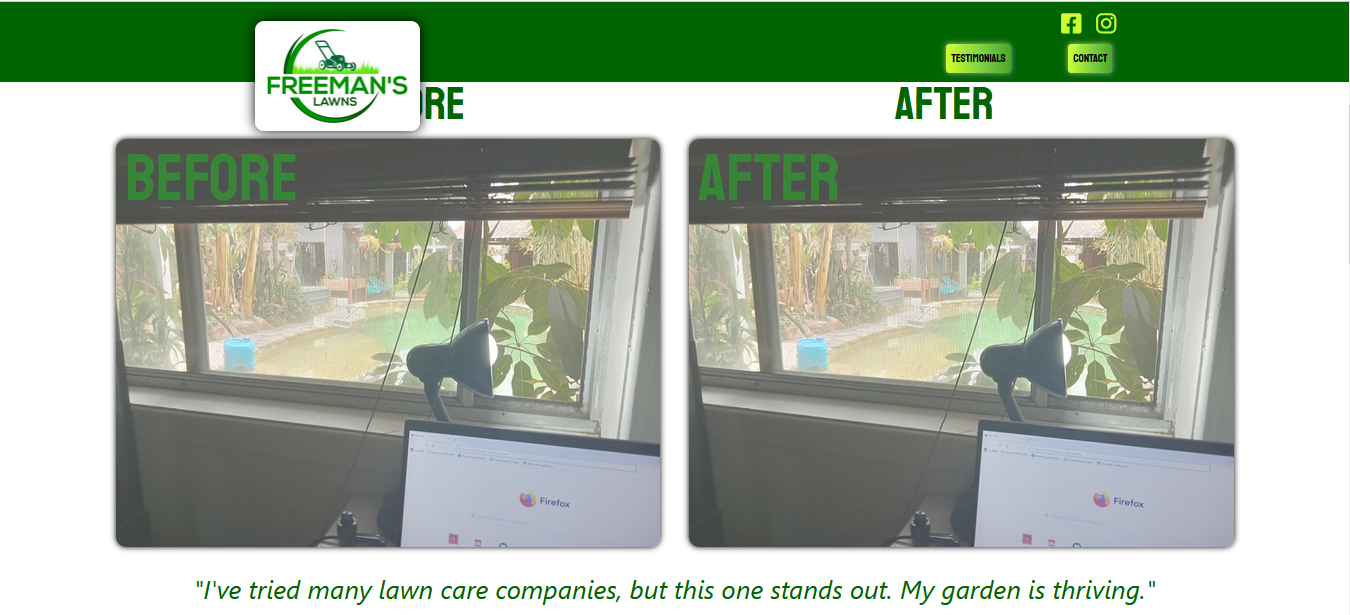 FREEMAN'S
LAWNS
TESTIMONIALS
CONTACT
ORE
AFTER
BEFORE
AFTER
Firefox
Firefox
"I've tried many lawn care companies, but this one stands out. My garden is thriving."